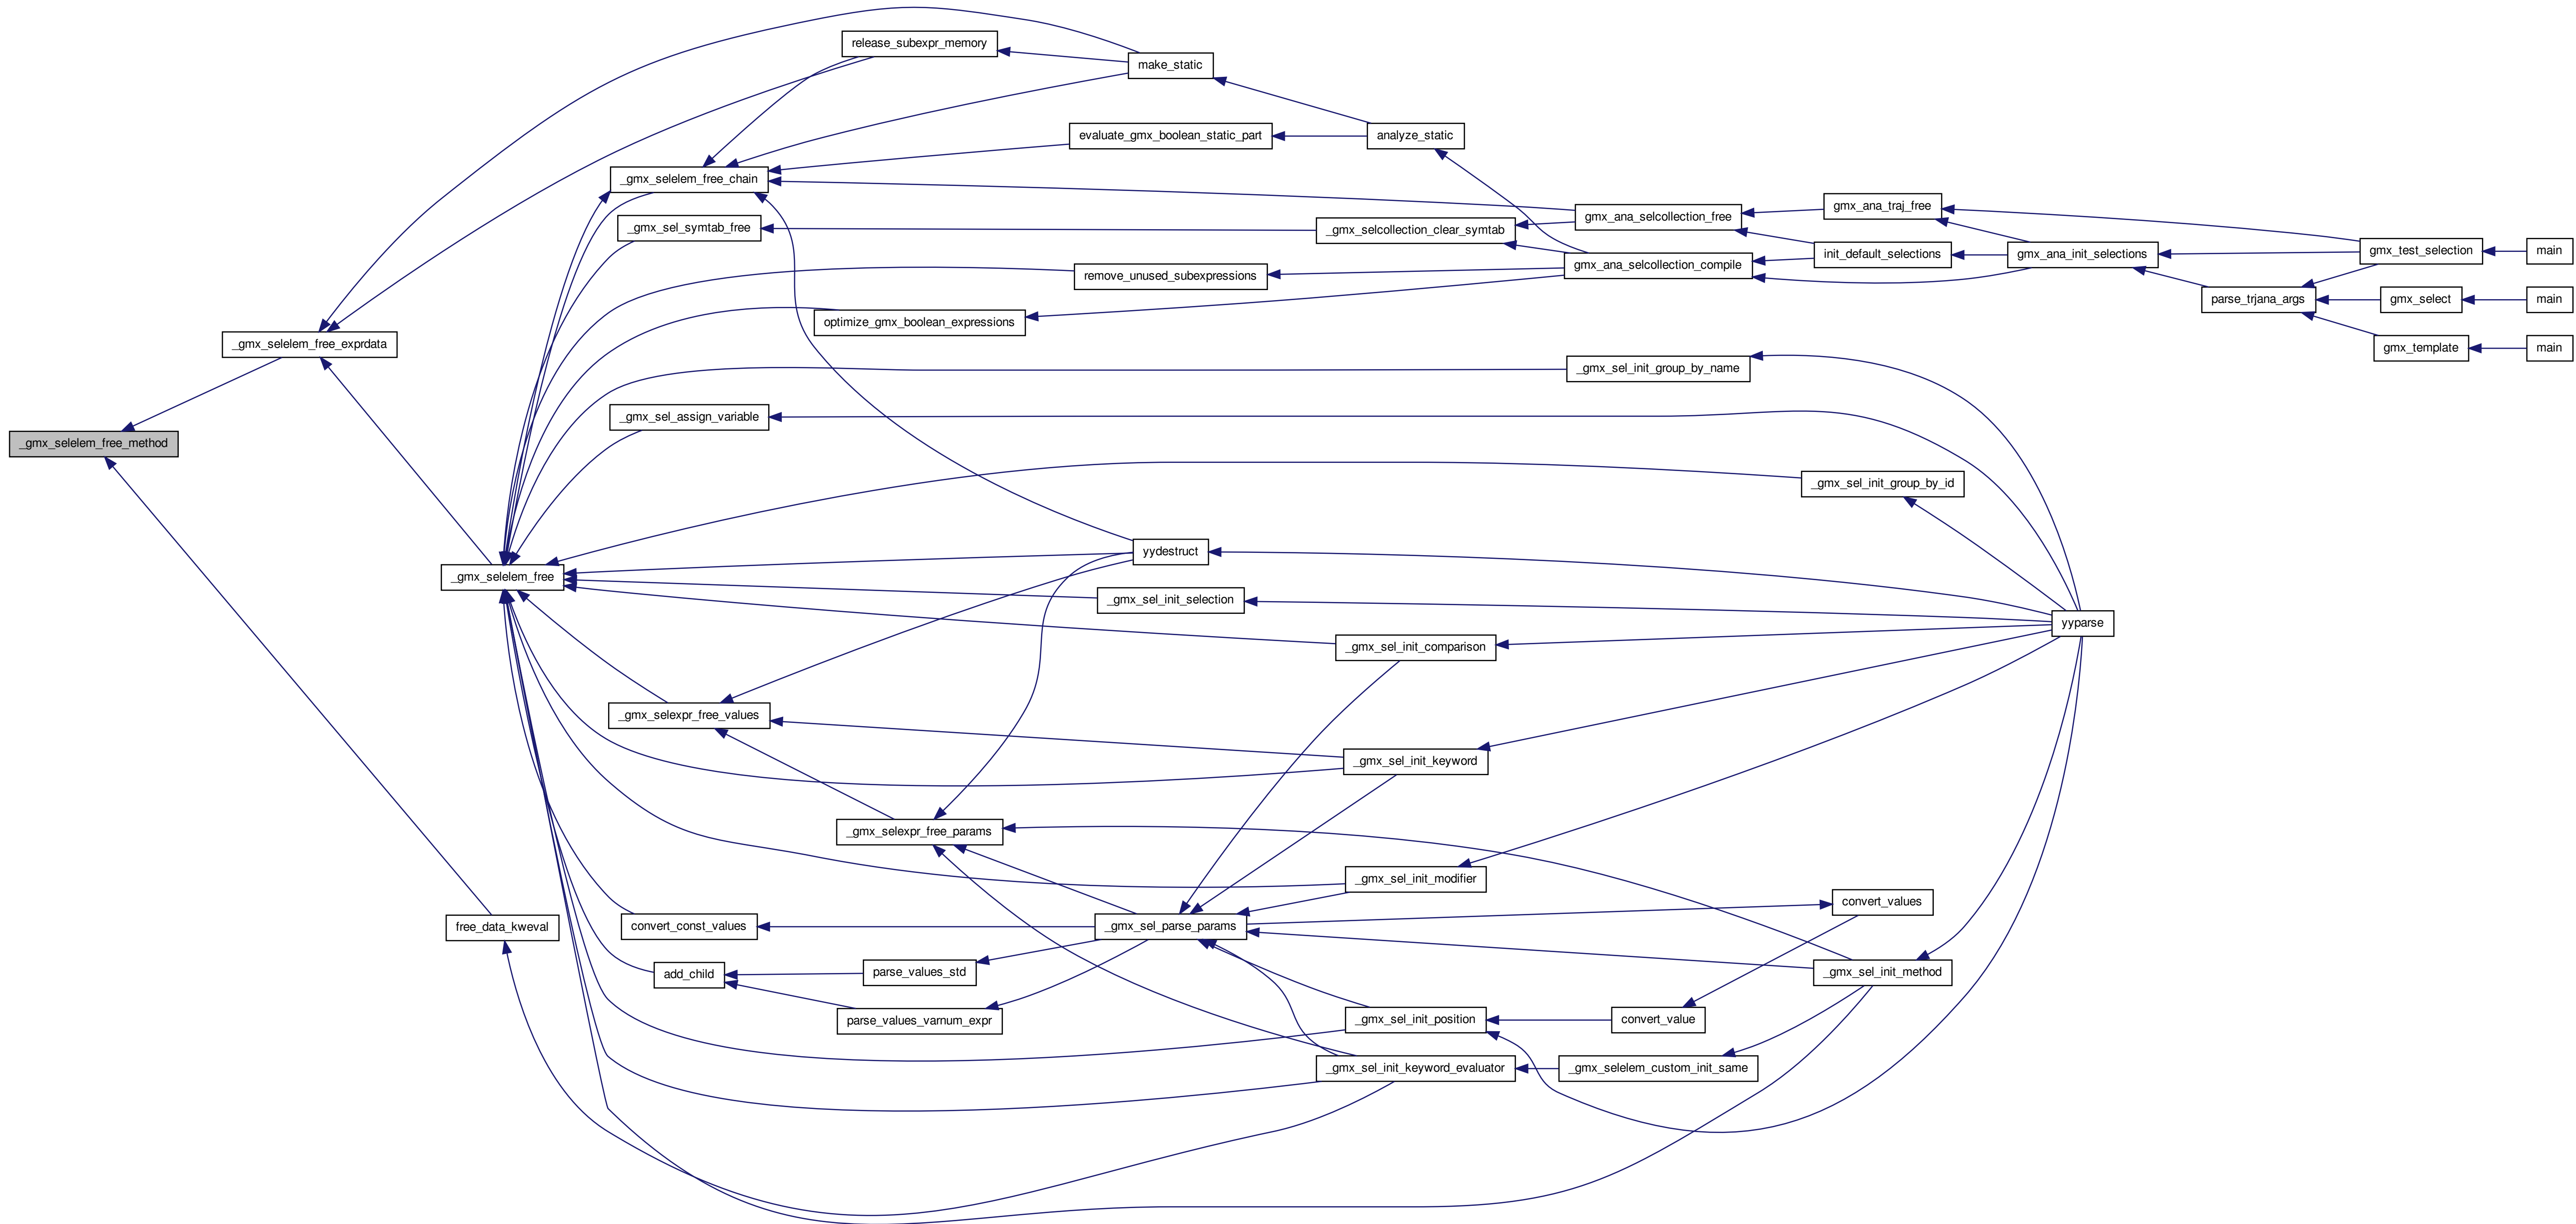 release_subexpr_memory
make_static
evaluate_gmx_boolean_static_part
analyze_static
_gmx_selelem_free_chain
gmx_ana_traj_free
gmx_ana_selcollection_free
_gmx_sel_symtab_free
_gmx_selcollection_clear_symtab
gmx_test_selection
main
init_default_selections
gmx_ana_init_selections
gmx_ana_selcollection_compile
remove_unused_subexpressions
parse_trjana_args
gmx_select
main
optimize_gmx_boolean_expressions
_gmx_selelem_free_exprdata
gmx_template
main
_gmx_sel_init_group_by_name
_gmx_sel_assign_variable
_gmx_selelem_free_method
_gmx_sel_init_group_by_id
yydestruct
_gmx_selelem_free
_gmx_sel_init_selection
yyparse
_gmx_sel_init_comparison
_gmx_selexpr_free_values
_gmx_sel_init_keyword
_gmx_selexpr_free_params
_gmx_sel_init_modifier
convert_values
free_data_kweval
convert_const_values
_gmx_sel_parse_params
add_child
parse_values_std
_gmx_sel_init_method
parse_values_varnum_expr
_gmx_sel_init_position
convert_value
_gmx_sel_init_keyword_evaluator
_gmx_selelem_custom_init_same